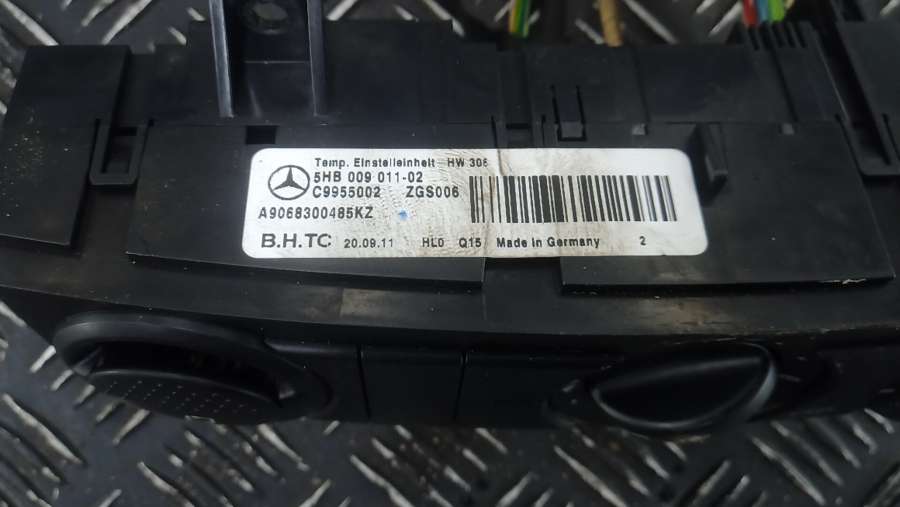 Temp. Einstelleinheit HW 306
5HB 009 011-02
C9955002 ZGS006
A9068300485KZ
B.H.TC 20.09.11 HL0 Q15 Made in Germany 2